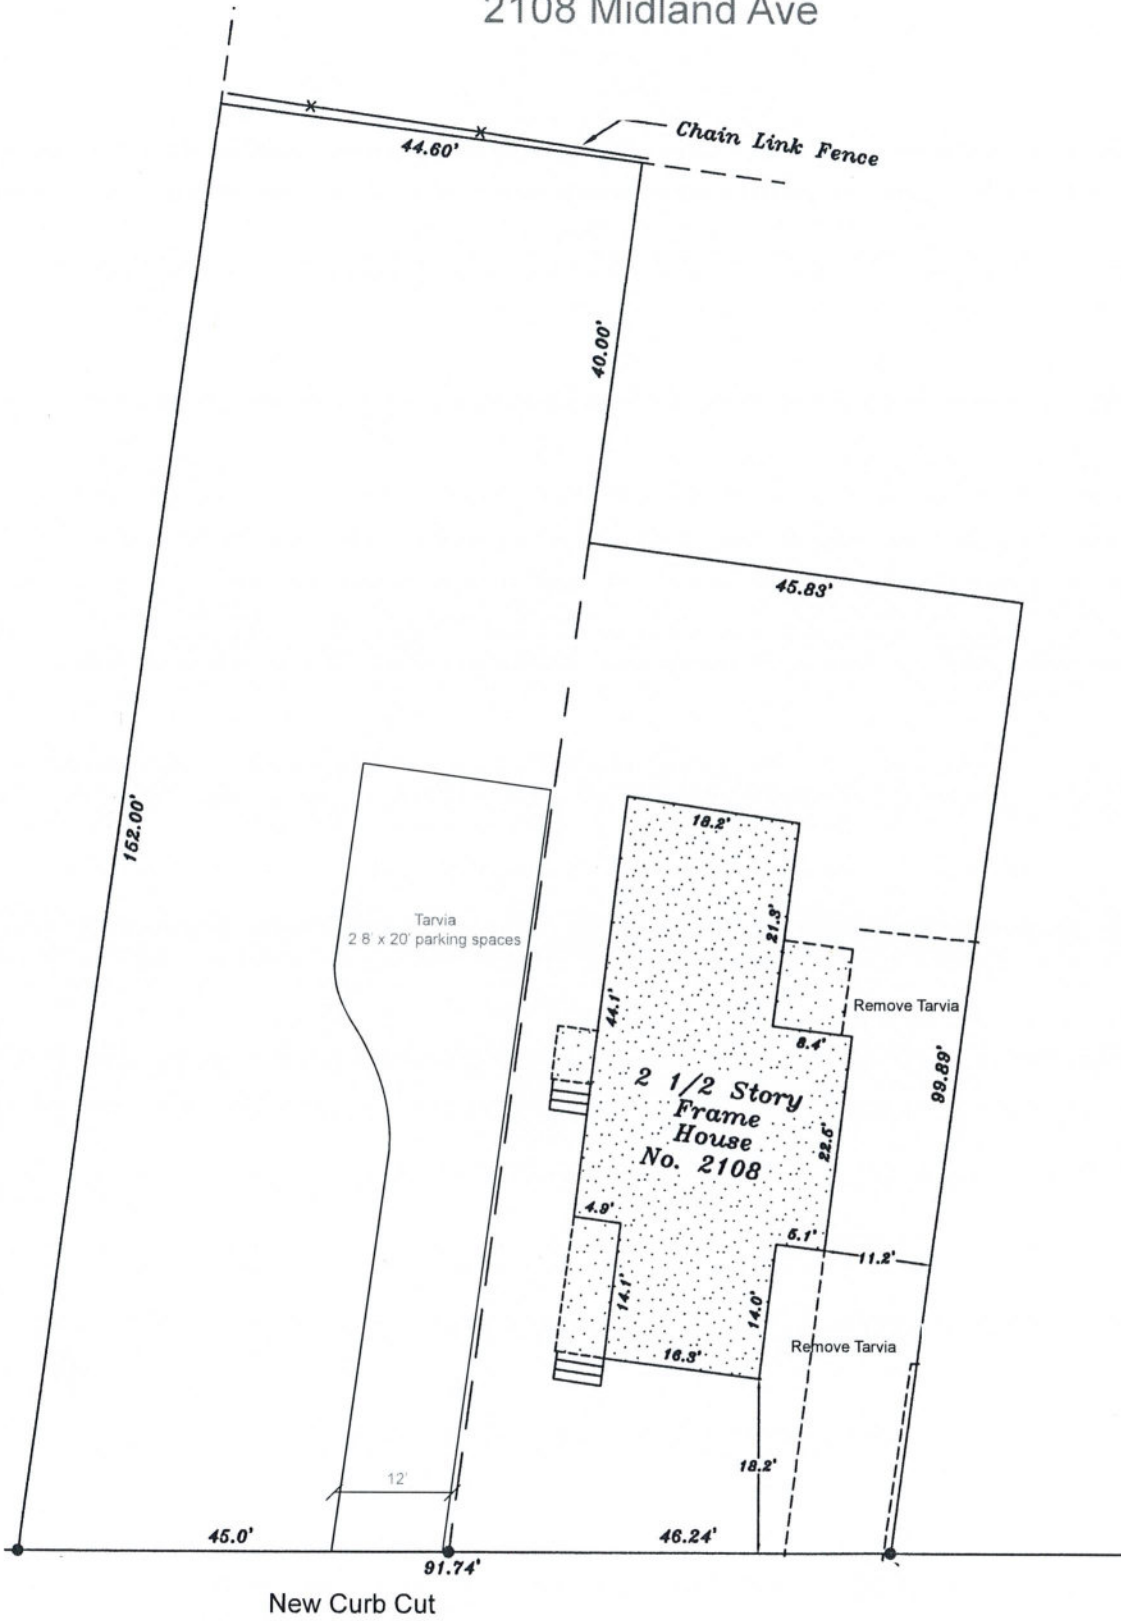 2108 Midland Ave
Chain Link Fence
44.60'
40.00'
45.83'
152.00'
18.2'
Tarvia
2 8' x 20' parking spaces
21.3'
Remove Tarvia
44.1'
8.4'
99.89'
2 1/2 Story
Frame
House
No. 2108
22.5'
4.9'
5.1'
11.2'
14.1'
14.0'
Remove Tarvia
16.3'
18.2'
12'
45.0'
46.24'
91.74'
New Curb Cut